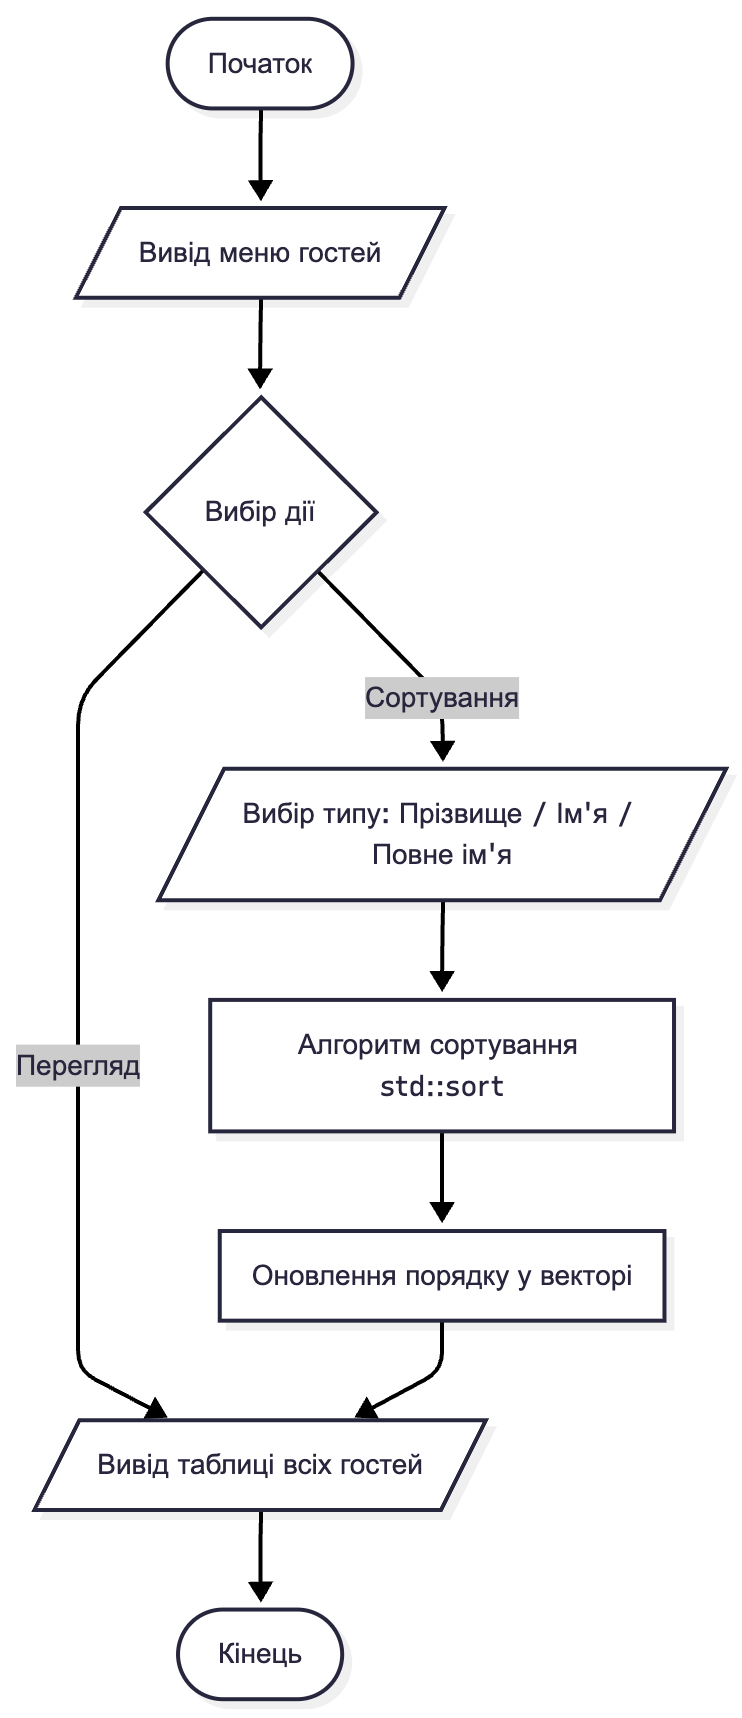 Початок
Вивід меню гостей
Вибір дії
Сортування
Вибір типу: Прізвище / Ім'я /
Повне ім'я
Алгоритм сортування
std::sort
Перегляд
Оновлення порядку у векторі
Вивід таблиці всіх гостей
Кінець